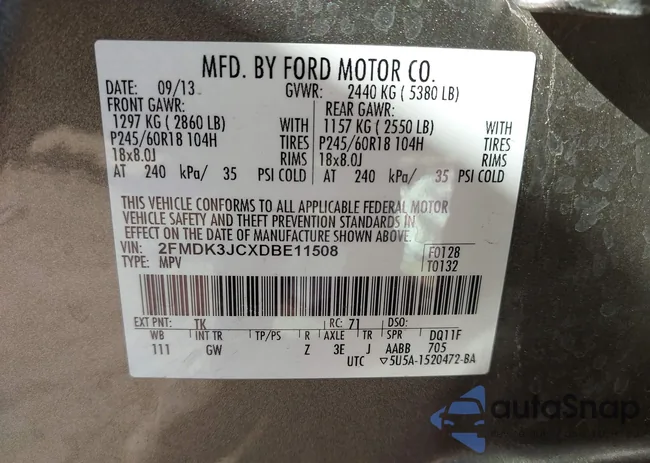 MFD. BY FORD MOTOR CO.
DATE: 09/13 GVWR: 2440 KG ( 5380 LB)
FRONT GAWR: REAR GAWR:
1297 KG ( 2860 LB) WITH 1157 KG ( 2550 LB) WITH
P245/60R18 104H TIRES P245/60R18 104H TIRES
18x8.0J RIMS 18x8.0J RIMS
AT 240 kPa/ 35 PSI COLD AT 240 kPa/ 35 PSI COLD
THIS VEHICLE CONFORMS TO ALL APPLICABLE FEDERAL MOTOR
VEHICLE SAFETY AND THEFT PREVENTION STANDARDS IN
EFFECT ON THE DATE OF MANUFACTURE SHOWN ABOVE.
VIN: 2FMDK3JCXDBE11508 F0128
TYPE: MPV T0132
EXT PNT: TK RC: 71 DSO:
WB INT TR TP/PS R AXLE TR SPR DQ11F
111 GW Z 3E J AABB 705
UTC ▽5U5A-1520472-BA
autoSnap